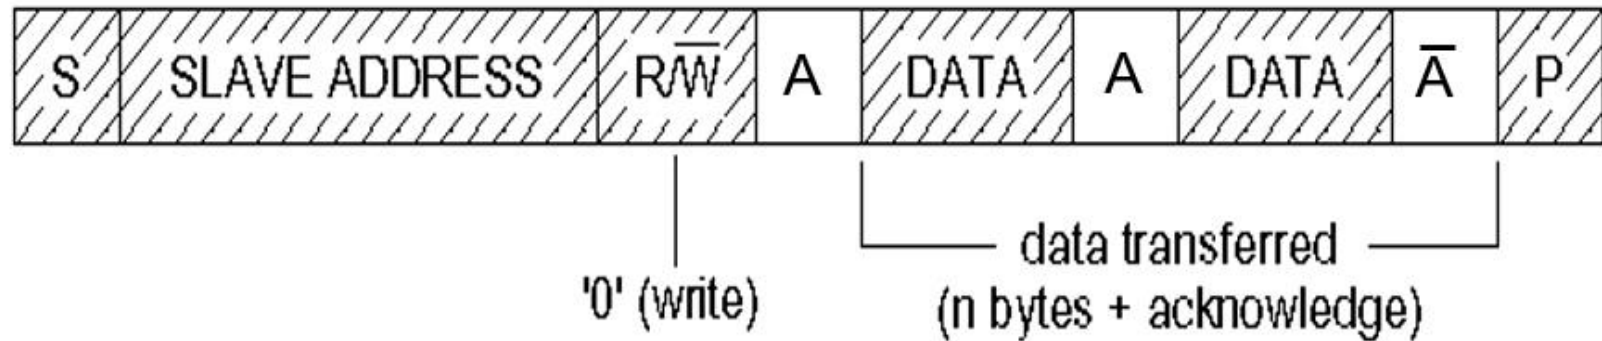 S SLAVE ADDRESS R/W̅ A DATA A DATA A̅ P
'0' (write)
data transferred
(n bytes + acknowledge)